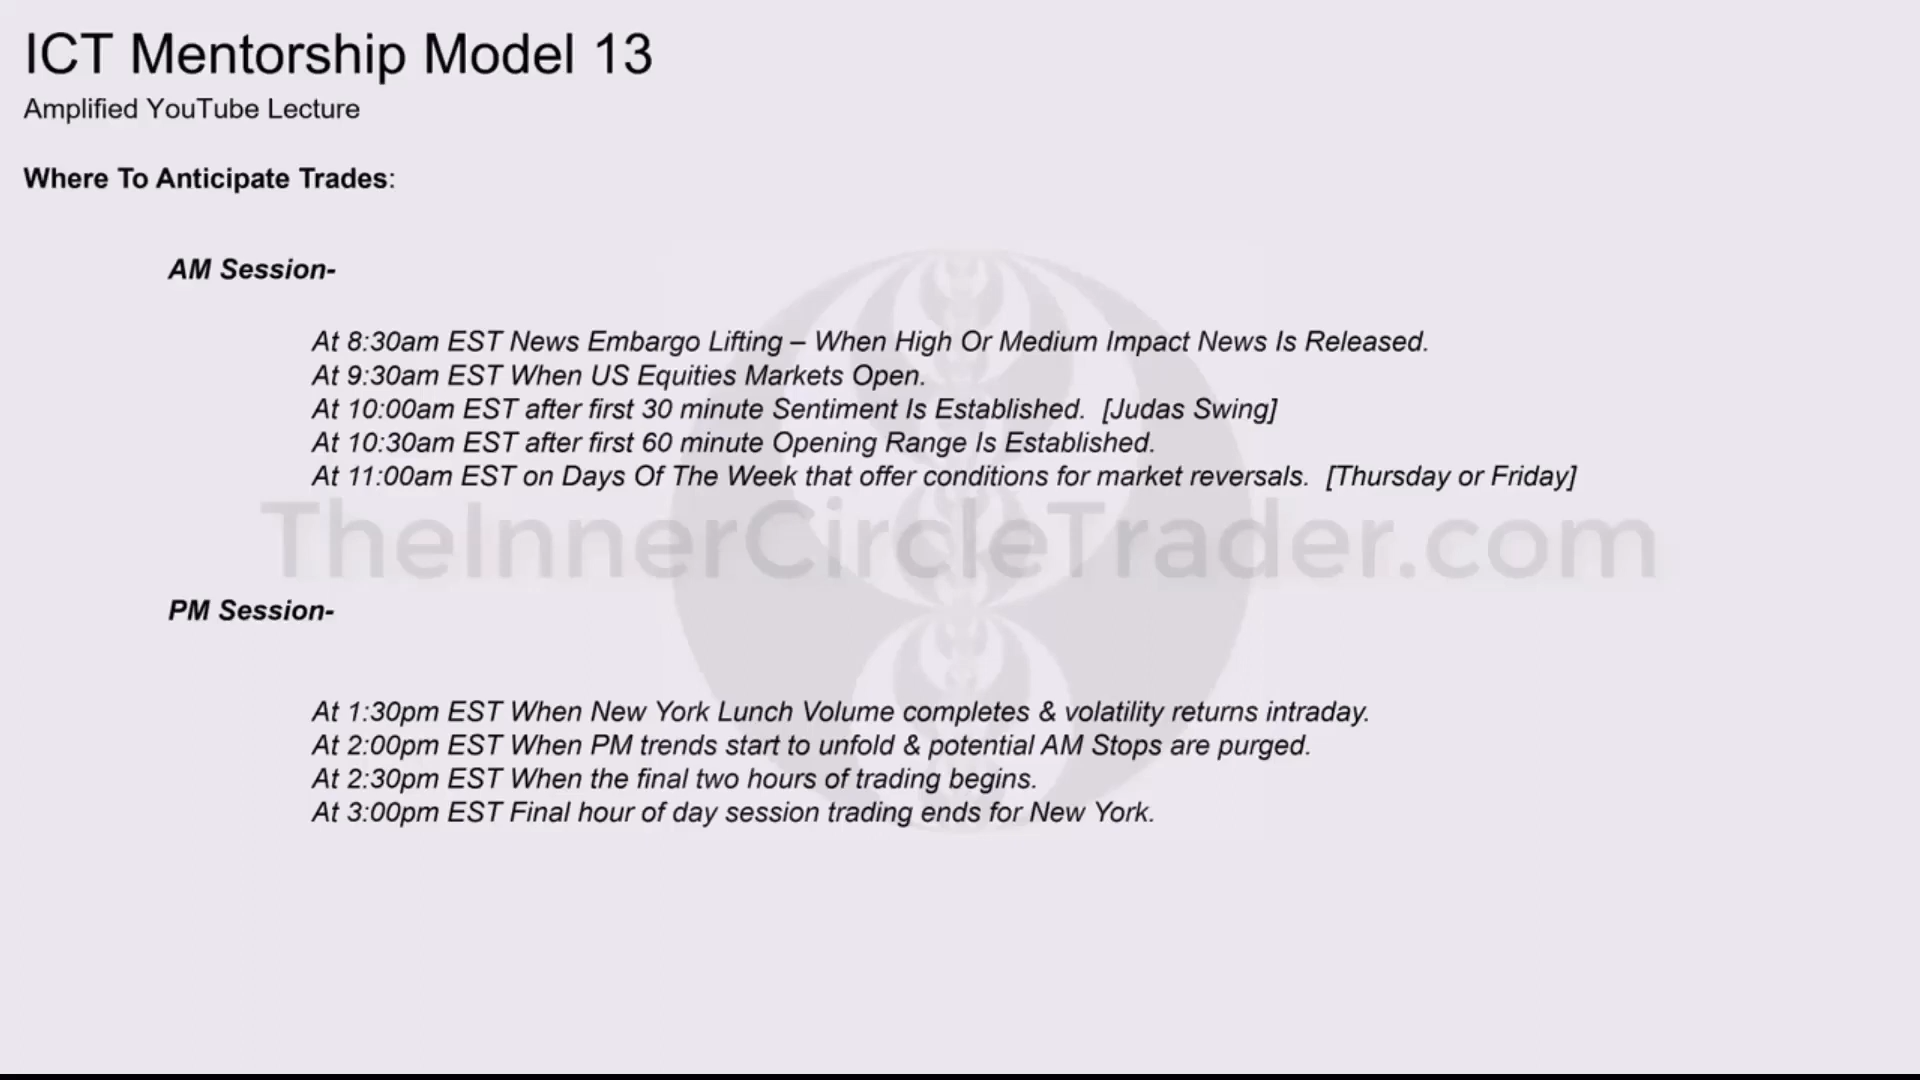 ICT Mentorship Model 13
Amplified YouTube Lecture
Where To Anticipate Trades:
AM Session-
At 8:30am EST News Embargo Lifting – When High Or Medium Impact News Is Released.
At 9:30am EST When US Equities Markets Open.
At 10:00am EST after first 30 minute Sentiment Is Established.  [Judas Swing]
At 10:30am EST after first 60 minute Opening Range Is Established.
At 11:00am EST on Days Of The Week that offer conditions for market reversals.  [Thursday or Friday]
TheInnerCircleTrader.com
PM Session-
At 1:30pm EST When New York Lunch Volume completes & volatility returns intraday.
At 2:00pm EST When PM trends start to unfold & potential AM Stops are purged.
At 2:30pm EST When the final two hours of trading begins.
At 3:00pm EST Final hour of day session trading ends for New York.